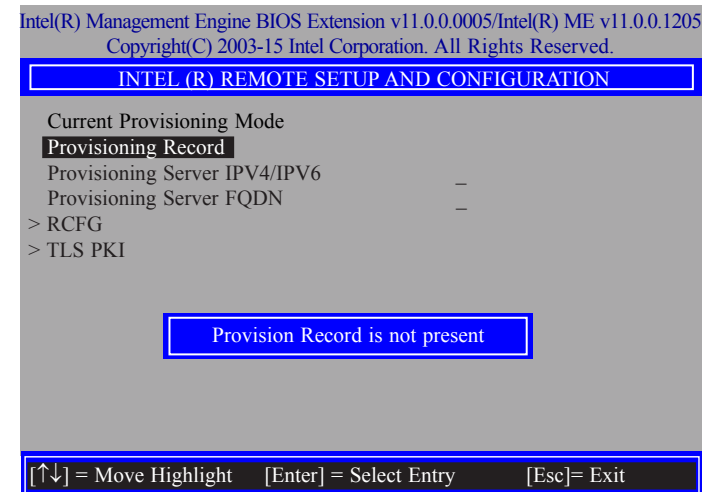 Intel(R) Management Engine BIOS Extension v11.0.0.0005/Intel(R) ME v11.0.0.1205
Copyright(C) 2003-15 Intel Corporation. All Rights Reserved.
INTEL (R) REMOTE SETUP AND CONFIGURATION
Current Provisioning Mode
Provisioning Record
Provisioning Server IPV4/IPV6 _
Provisioning Server FQDN _
> RCFG
> TLS PKI
Provision Record is not present
[↑↓] = Move Highlight [Enter] = Select Entry [Esc]= Exit